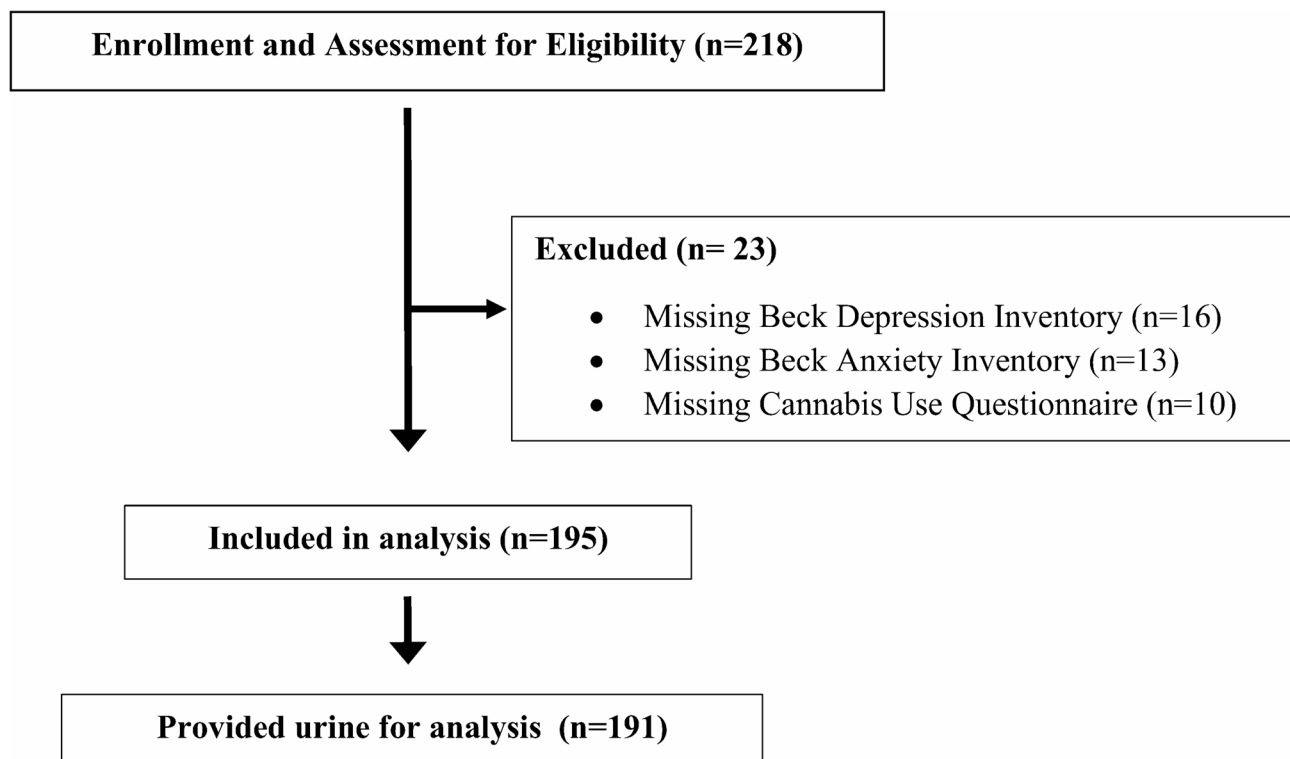 Enrollment and Assessment for Eligibility (n=218)
Excluded (n= 23)
• Missing Beck Depression Inventory (n=16)
• Missing Beck Anxiety Inventory (n=13)
• Missing Cannabis Use Questionnaire (n=10)
Included in analysis (n=195)
Provided urine for analysis  (n=191)